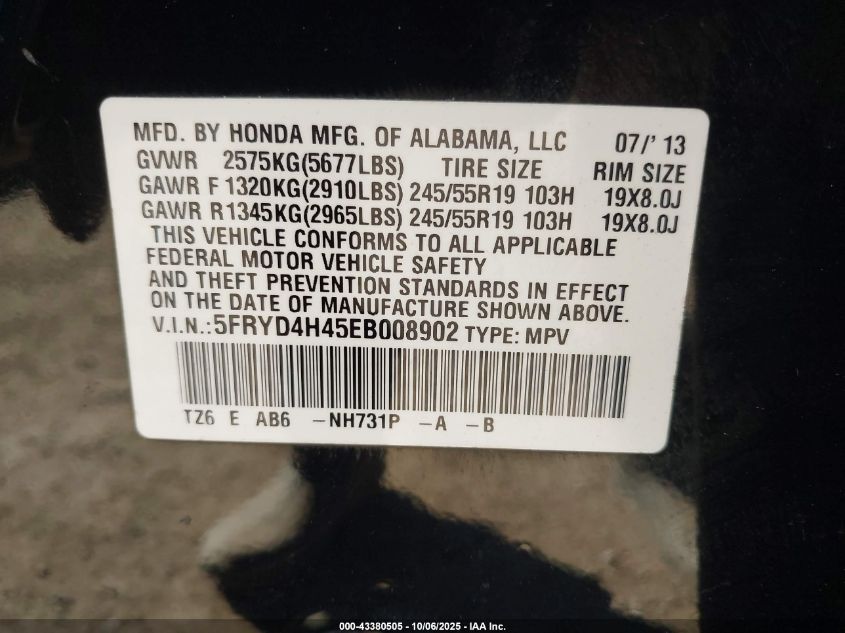 MFD. BY HONDA MFG. OF ALABAMA, LLC 07/' 13
GVWR 2575KG(5677LBS) TIRE SIZE RIM SIZE
GAWR F 1320KG(2910LBS) 245/55R19 103H 19X8.0J
GAWR R1345KG(2965LBS) 245/55R19 103H 19X8.0J
THIS VEHICLE CONFORMS TO ALL APPLICABLE
FEDERAL MOTOR VEHICLE SAFETY
AND THEFT PREVENTION STANDARDS IN EFFECT
ON THE DATE OF MANUFACTURE SHOWN ABOVE.
V.I.N.:5FRYD4H45EB008902 TYPE: MPV
TZ6 E AB6 -NH731P -A -B
000-43380505 - 10/06/2025 - IAA Inc.